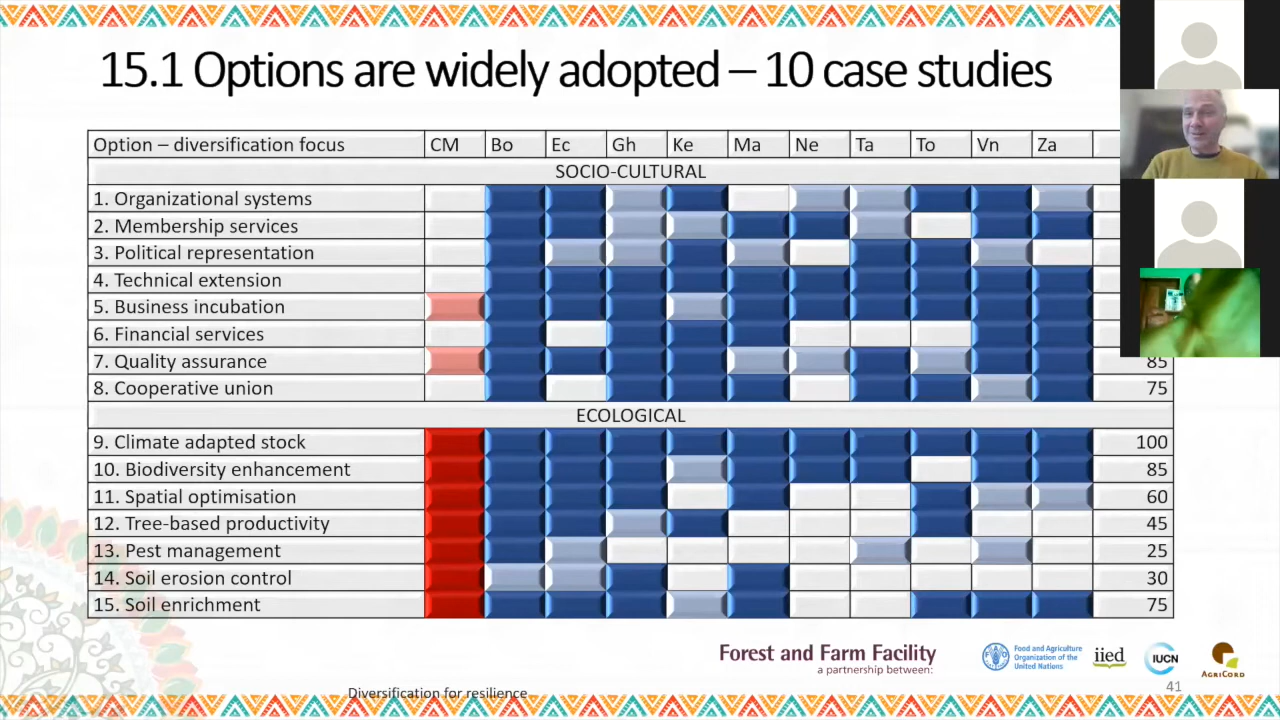 15.1 Options are widely adopted – 10 case studies
Option – diversification focus CM Bo Ec Gh Ke Ma Ne Ta To Vn Za
SOCIO-CULTURAL
1. Organizational systems
2. Membership services
3. Political representation
4. Technical extension
5. Business incubation
6. Financial services
7. Quality assurance 85
8. Cooperative union 75
ECOLOGICAL
9. Climate adapted stock 100
10. Biodiversity enhancement 85
11. Spatial optimisation 60
12. Tree-based productivity 45
13. Pest management 25
14. Soil erosion control 30
15. Soil enrichment 75
Forest and Farm Facility
a partnership between:
Food and Agriculture
Organization of the
United Nations
iied
IUCN
AGRICORD
Diversification for resilience
41